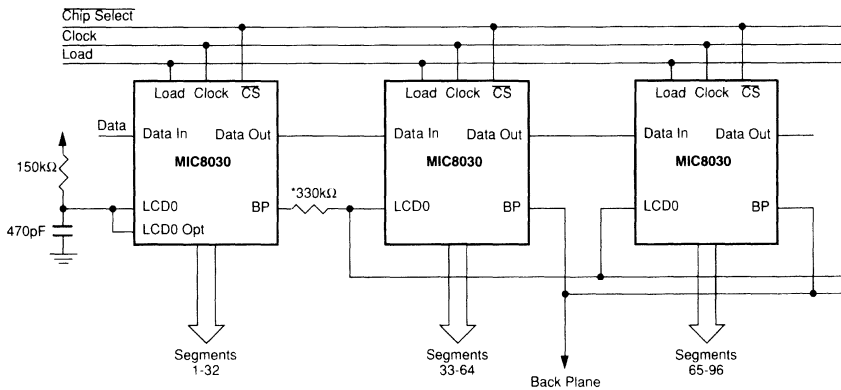 Chip Select
Clock
Load
Load Clock CS
Load Clock CS
Load Clock CS
Data
Data In Data Out
Data In Data Out
Data In Data Out
MIC8030
MIC8030
MIC8030
150kΩ
*330kΩ
LCD0 BP
LCD0 BP
LCD0 BP
LCD0 Opt
470pF
Segments
1-32
Segments
33-64
Segments
65-96
Back Plane